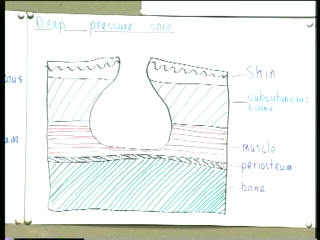 Deep pressure sore
Skin
subcutaneous
tissue
muscle
periosteum
bone